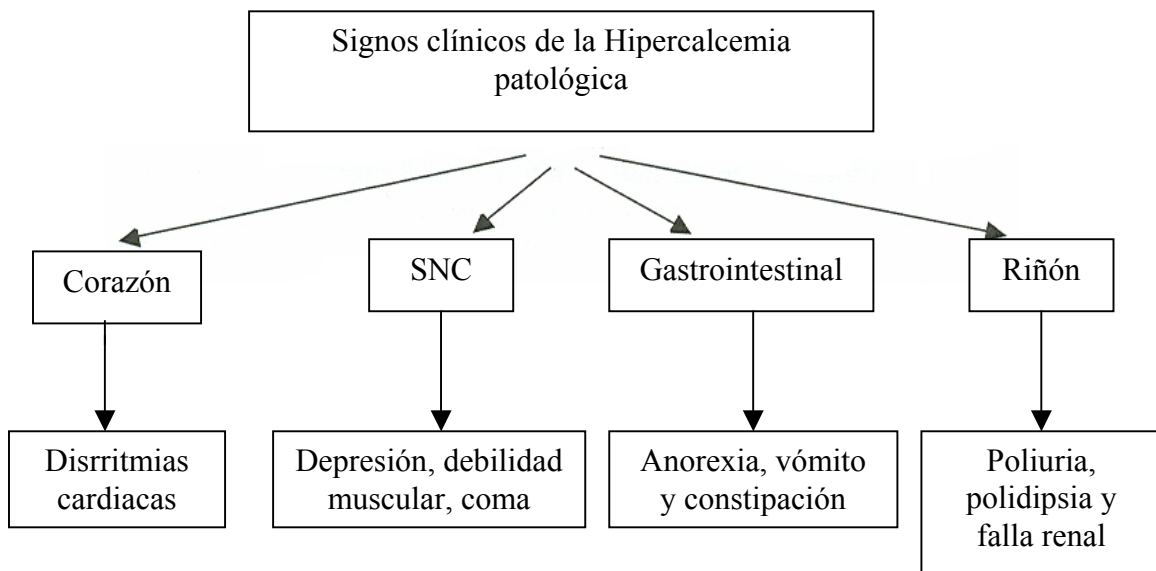 Signos clínicos de la Hipercalcemia
patológica
Corazón
SNC
Gastrointestinal
Riñón
Disrritmias
cardiacas
Depresión, debilidad
muscular, coma
Anorexia, vómito
y constipación
Poliuria,
polidipsia y
falla renal